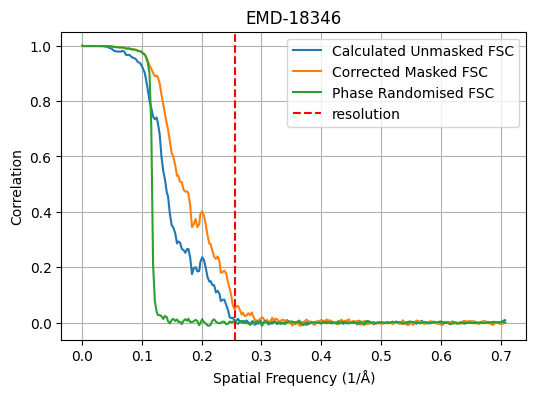 EMD-18346
Calculated Unmasked FSC
Corrected Masked FSC
Phase Randomised FSC
resolution
Correlation
1.0
0.8
0.6
0.4
0.2
0.0
0.0 0.1 0.2 0.3 0.4 0.5 0.6 0.7
Spatial Frequency (1/Å)